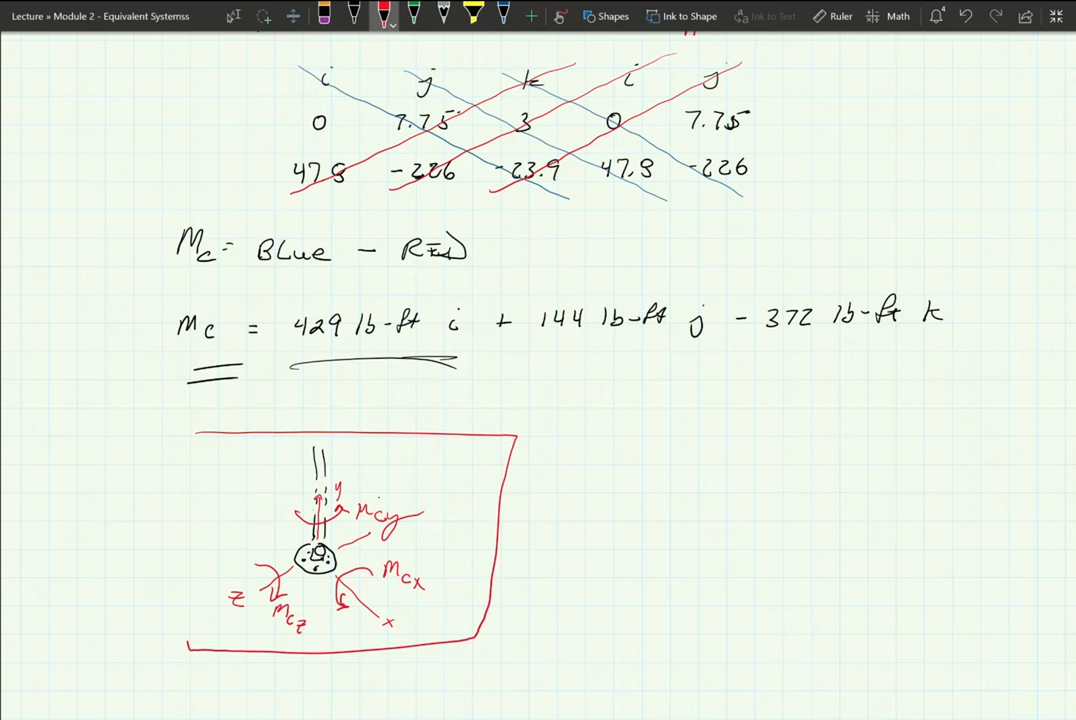 Lecture » Module 2 - Equivalent Systemss
Shapes
Ink to Shape
Ink to Text
Ruler
Math
4
i j k i j
0 7.75 3 0 7.75
47.8 -226 -23.9 47.8 -226
Mc = BLue - RED
Mc = 429 lb-ft i + 144 lb-ft j - 372 lb-ft k
y
Mcy
Mcx
z
Mcz
x